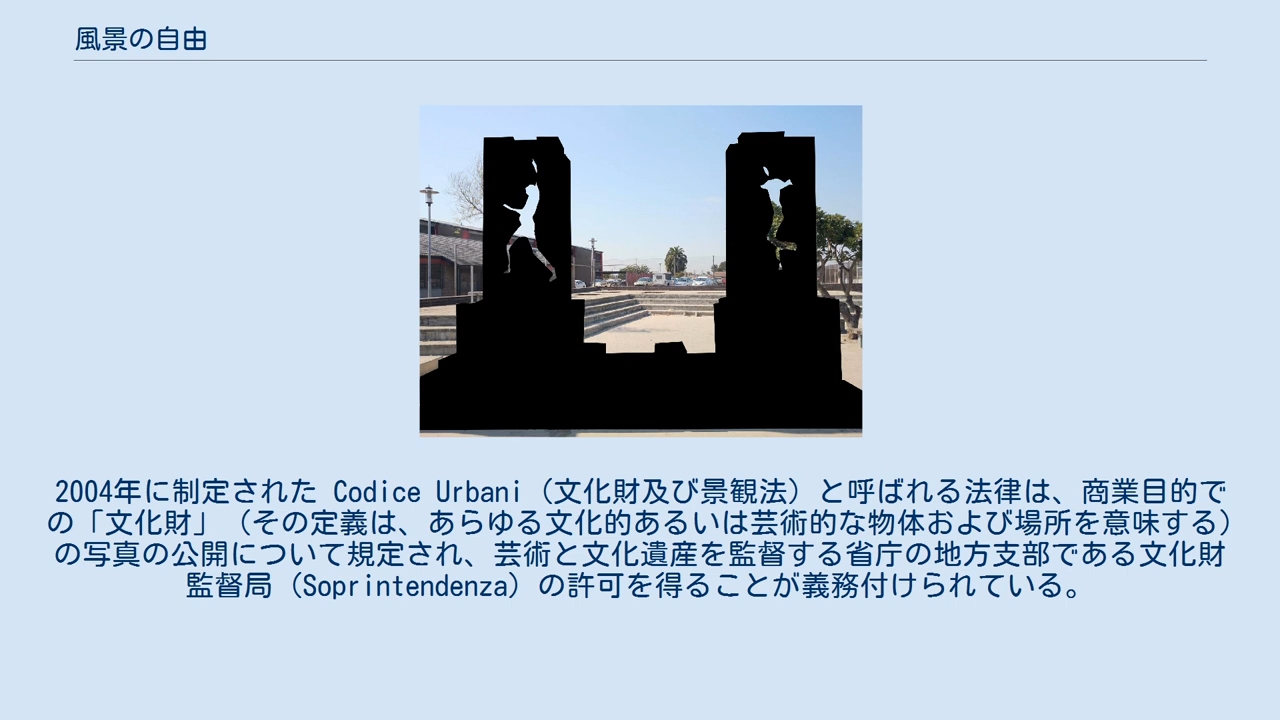 風景の自由
2004年に制定された Codice Urbani（文化財及び景観法）と呼ばれる法律は、商業目的で
の「文化財」（その定義は、あらゆる文化的あるいは芸術的な物体および場所を意味する）
の写真の公開について規定され、芸術と文化遺産を監督する省庁の地方支部である文化財
監督局（Soprintendenza）の許可を得ることが義務付けられている。